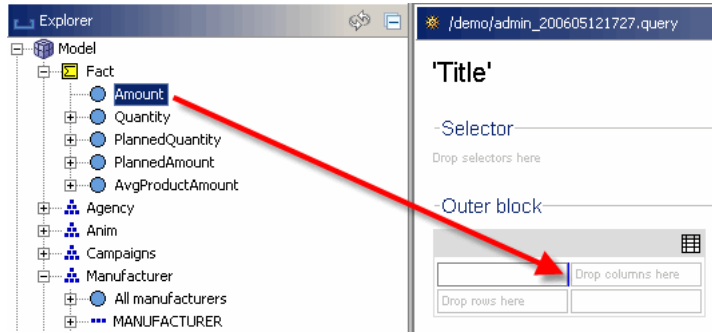 Explorer
Model
Fact
Amount
Quantity
PlannedQuantity
PlannedAmount
AvgProductAmount
Agency
Anim
Campaigns
Manufacturer
All manufacturers
MANUFACTURER
/demo/admin_200605121727.query
'Title'
Selector
Drop selectors here
Outer block
Drop columns here
Drop rows here